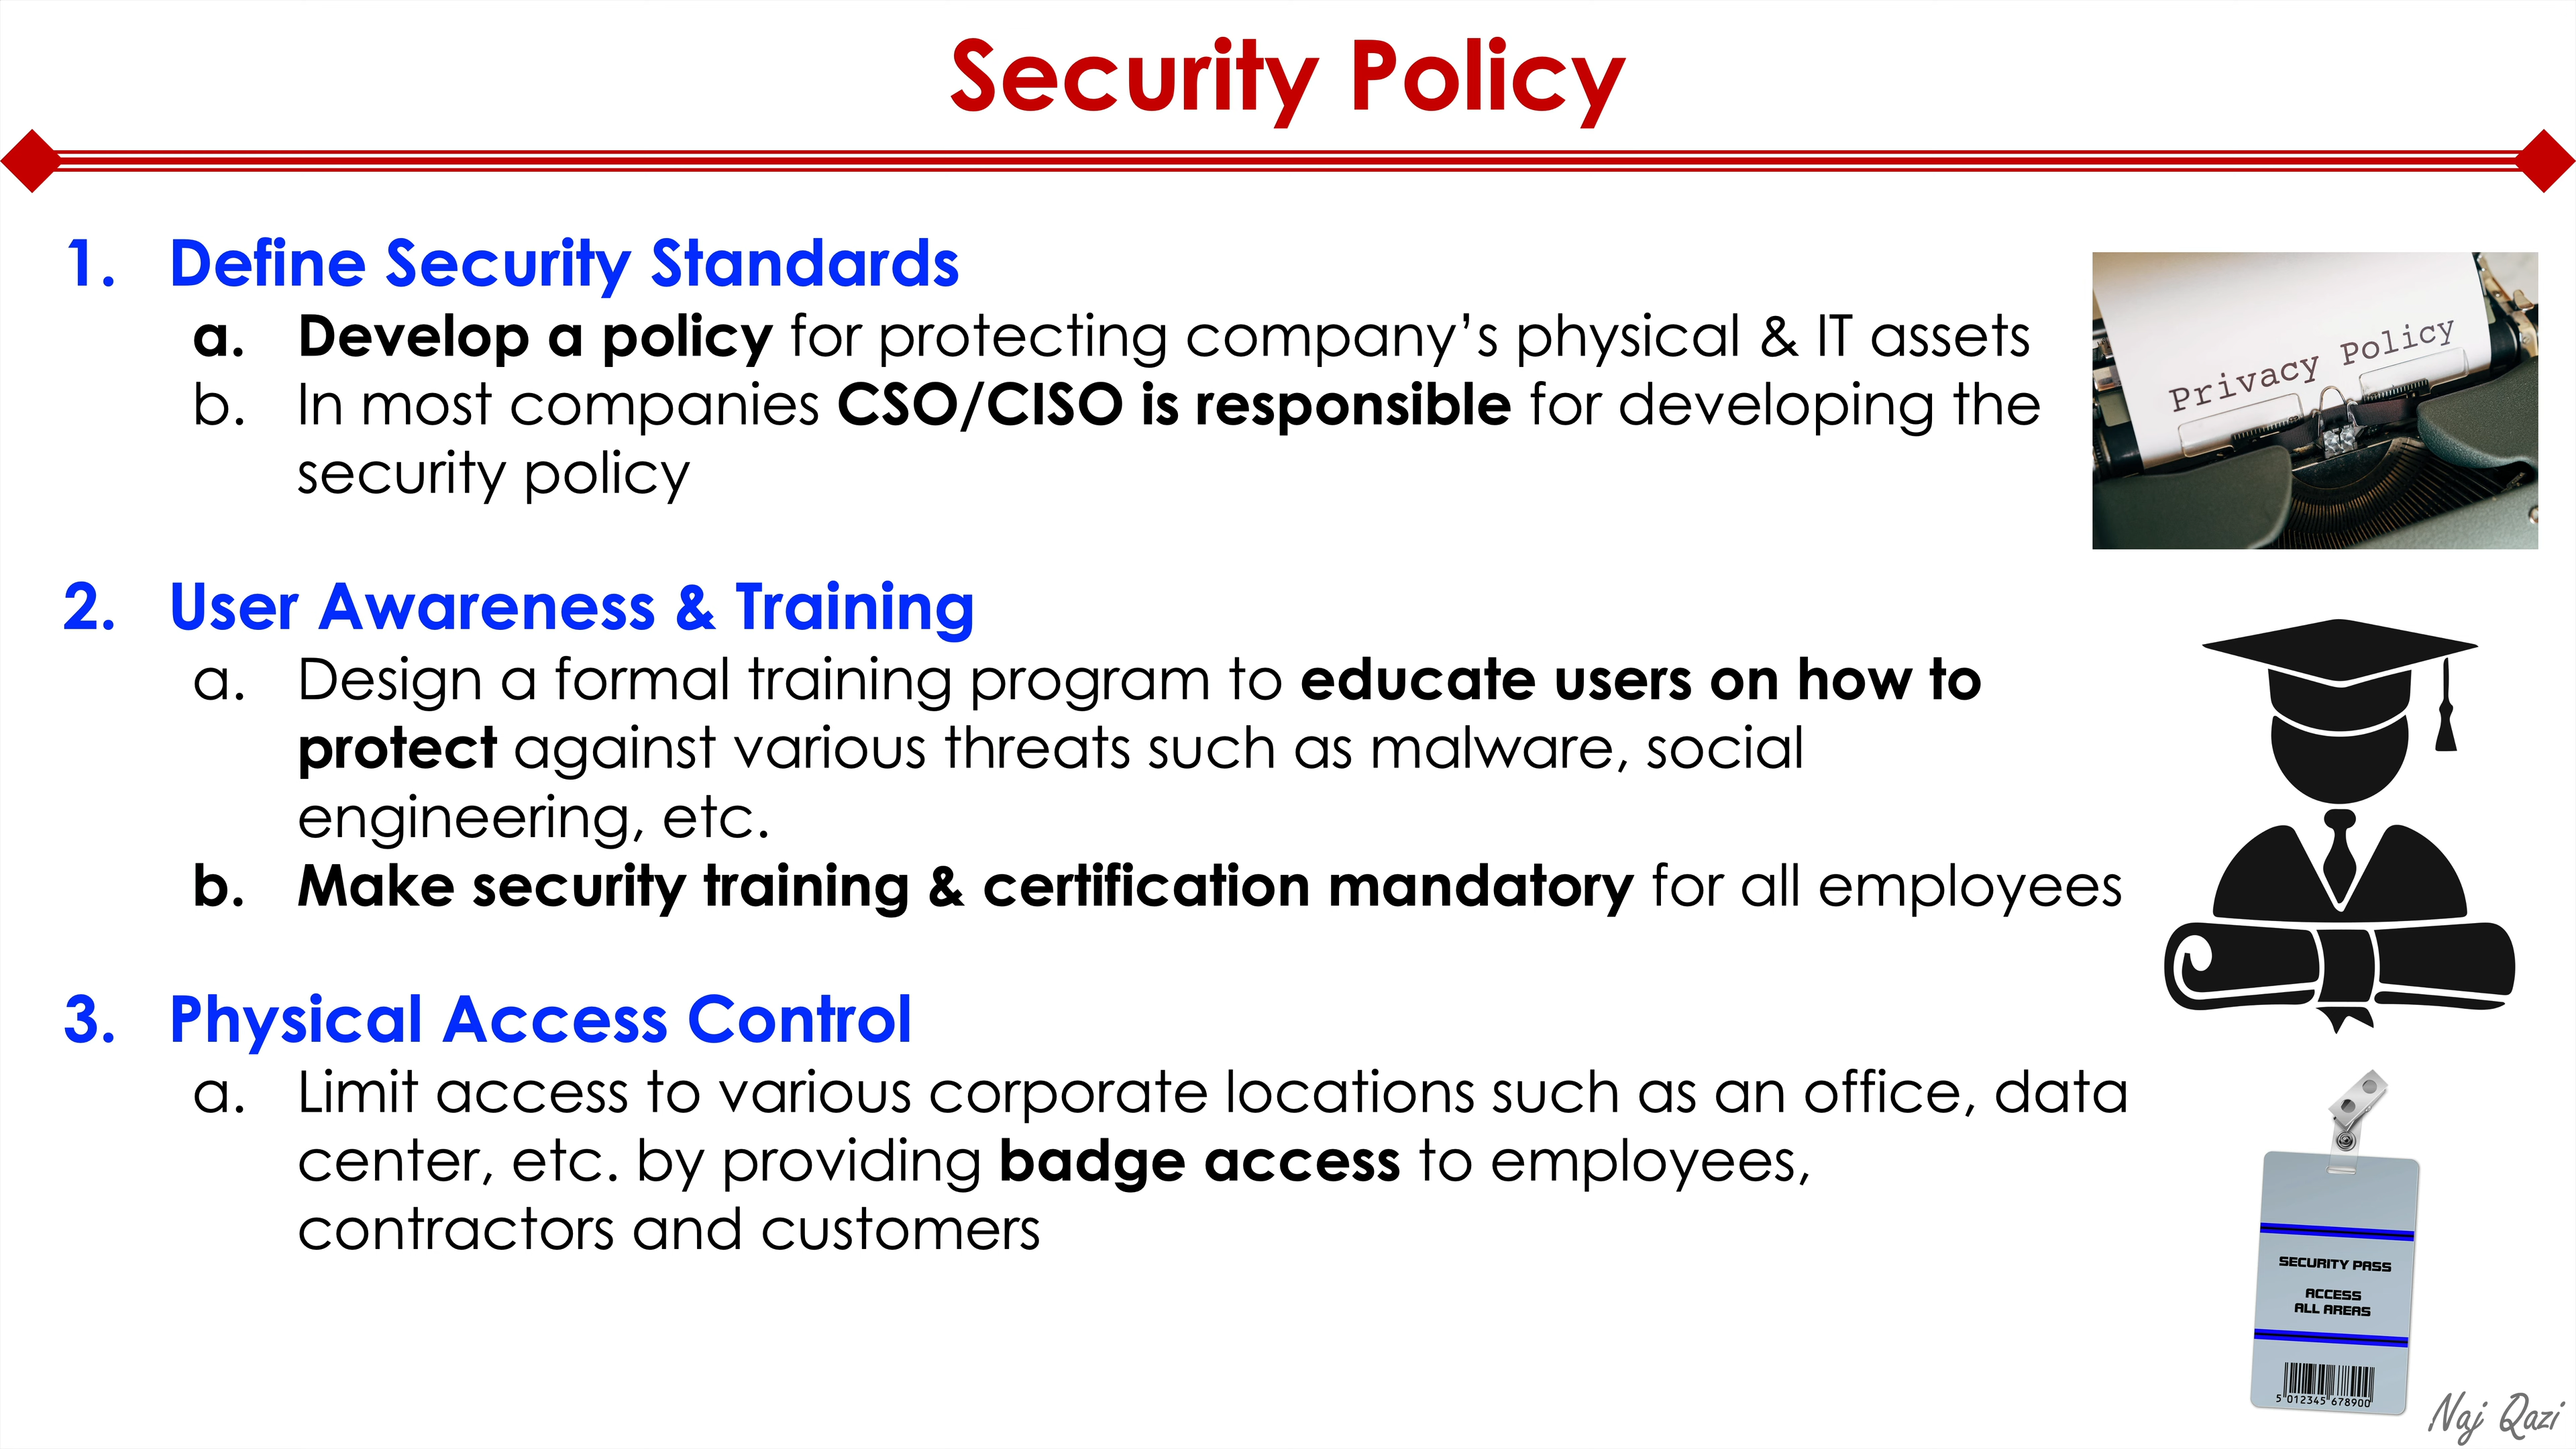 Security Policy
1. Define Security Standards
a. Develop a policy for protecting company's physical & IT assets
b. In most companies CSO/CISO is responsible for developing the
security policy
Privacy Policy
2. User Awareness & Training
a. Design a formal training program to educate users on how to
protect against various threats such as malware, social
engineering, etc.
b. Make security training & certification mandatory for all employees
3. Physical Access Control
a. Limit access to various corporate locations such as an office, data
center, etc. by providing badge access to employees,
contractors and customers
SECURITY PASS
ACCESS
ALL AREAS
5 012345 678900
Naj Qazi